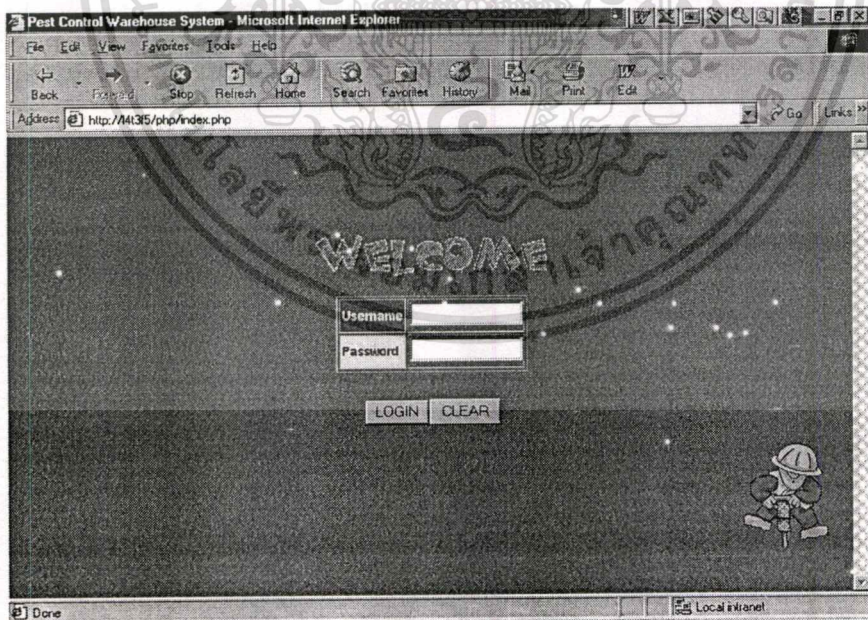 Pest Control Warehouse System - Microsoft Internet Explorer
File Edit View Favorites Tools Help
Back Forward Stop Refresh Home Search Favorites History Mail Print Edit
Address http://l4t3f5/php/index.php Go Links »
WELCOME
Username
Password
LOGIN CLEAR
Done Local intranet